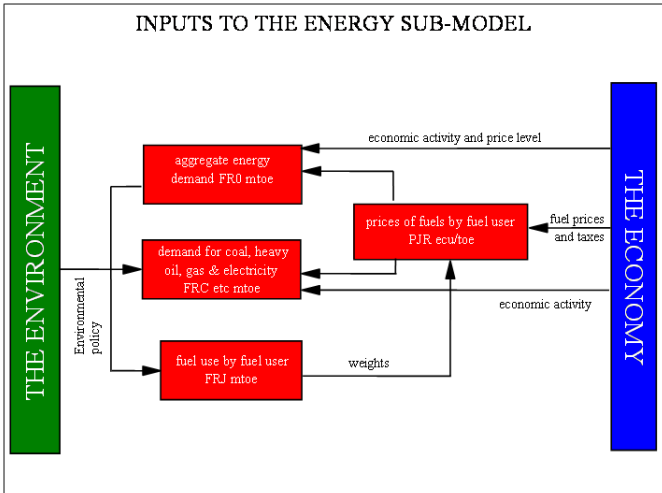 INPUTS TO THE ENERGY SUB-MODEL
THE ENVIRONMENT
economic activity and price level
aggregate energy
demand FR0 mtoe
prices of fuels by fuel user
PJR ecu/toe
fuel prices
and taxes
demand for coal, heavy
oil, gas & electricity
FRC etc mtoe
economic activity
Environmental
policy
fuel use by fuel user
FRJ mtoe
weights
THE ECONOMY